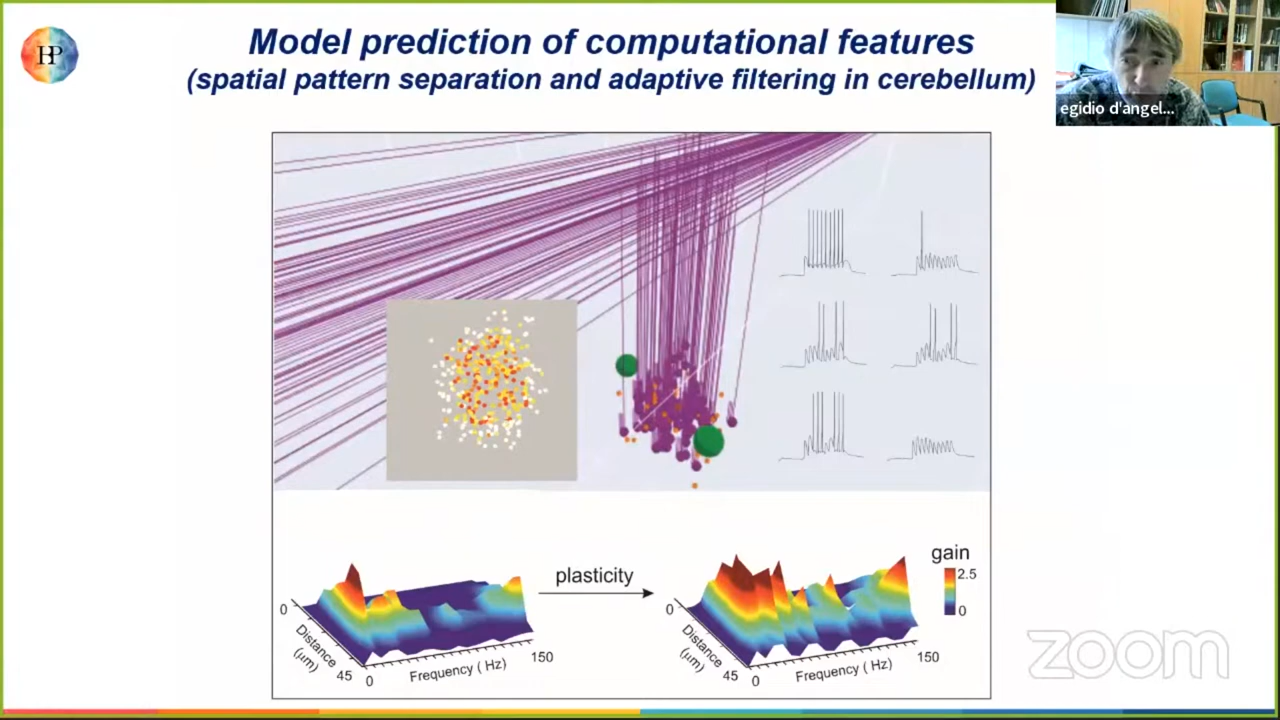 HP
Model prediction of computational features
(spatial pattern separation and adaptive filtering in cerebellum)
egidio d'angel...
plasticity
gain
2.5
0
0
Distance
(μm)
45
0
Frequency ( Hz)
150
0
Distance
(μm)
45
0
Frequency ( Hz)
150
zoom